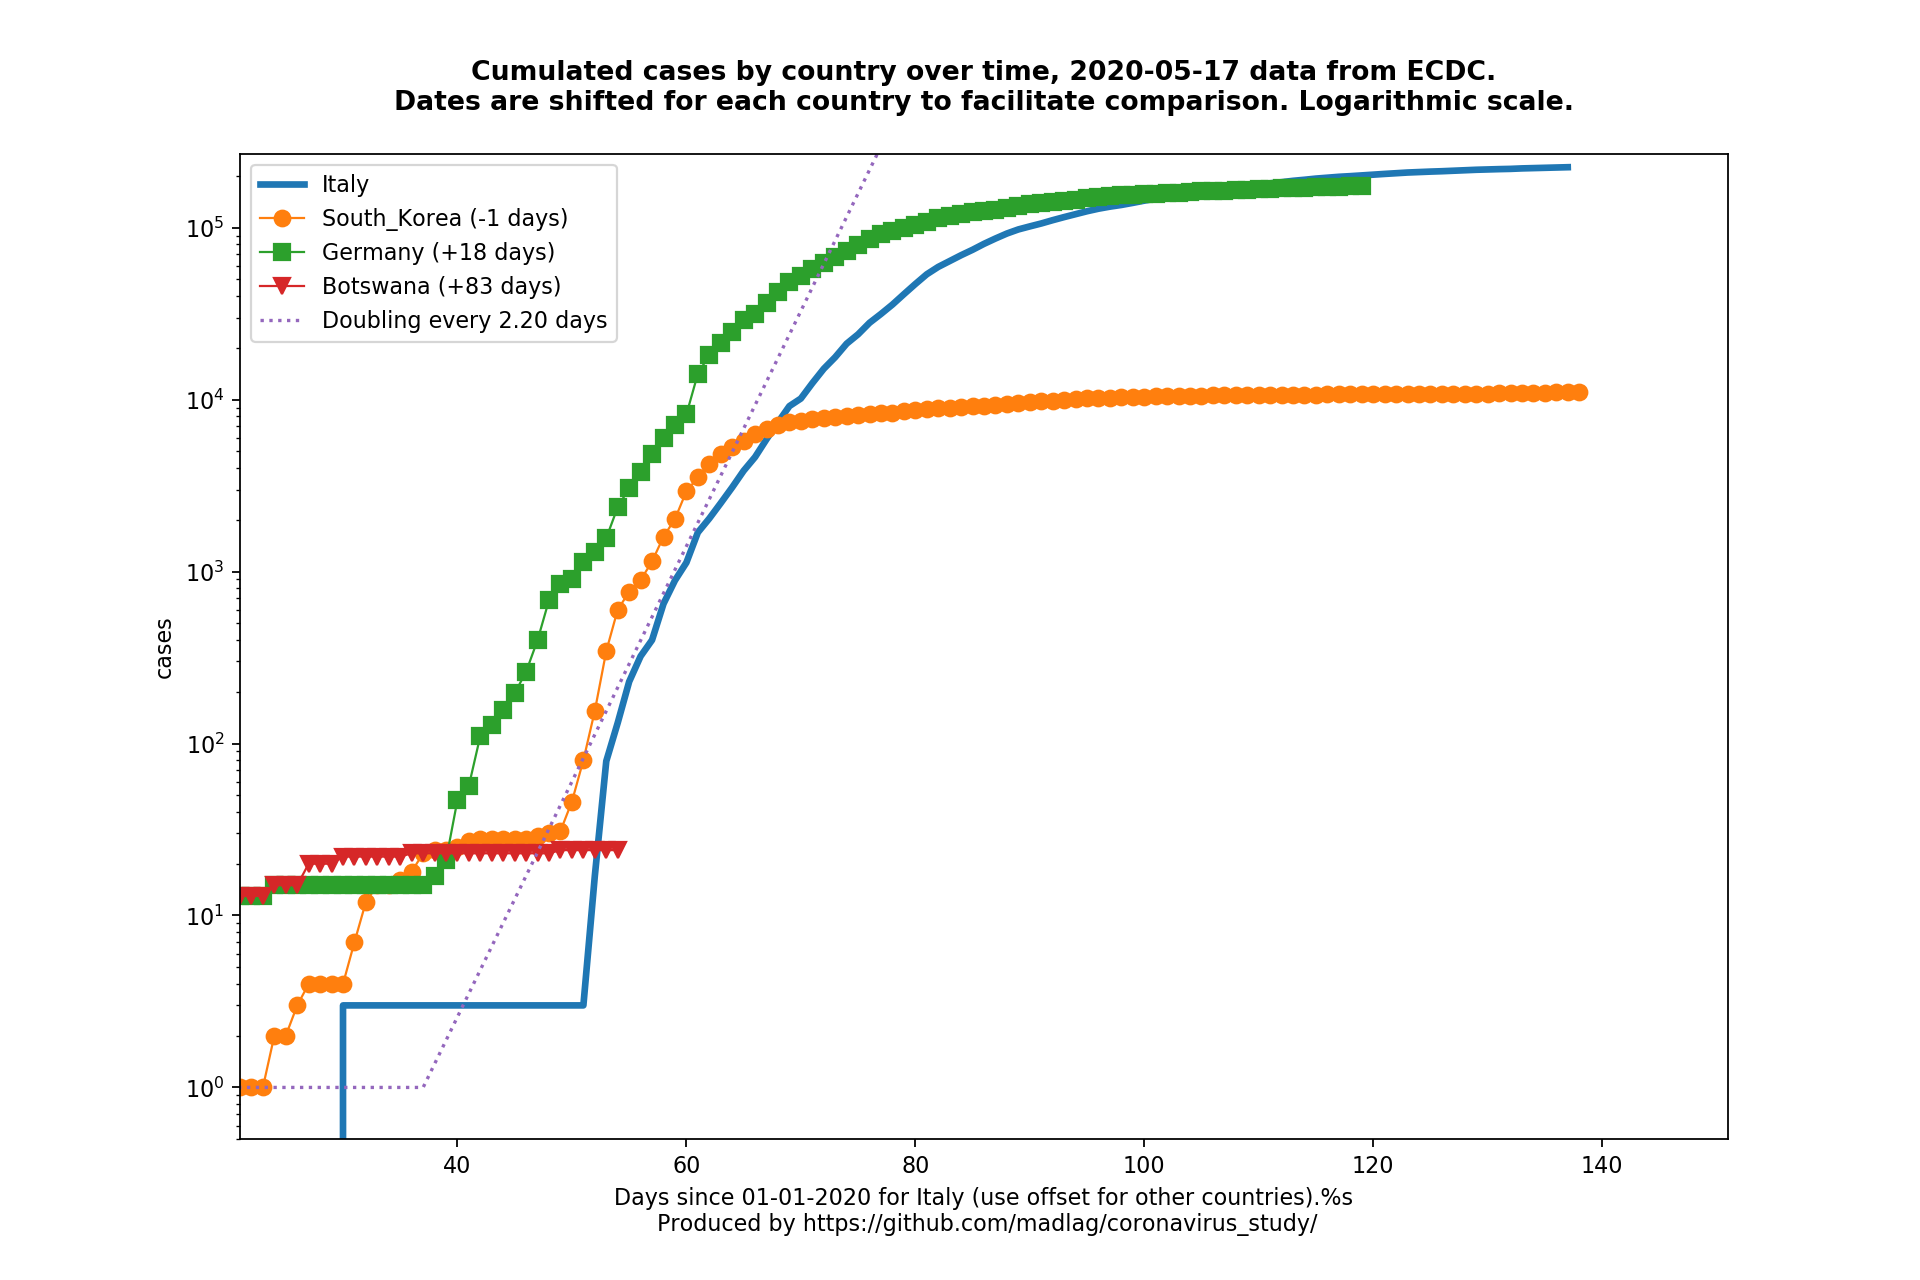 Cumulated cases by country over time, 2020-05-17 data from ECDC.
Dates are shifted for each country to facilitate comparison. Logarithmic scale.
Italy
South_Korea (-1 days)
Germany (+18 days)
Botswana (+83 days)
Doubling every 2.20 days
10^5
10^4
10^3
10^2
10^1
10^0
cases
40 60 80 100 120 140
Days since 01-01-2020 for Italy (use offset for other countries).%s
Produced by https://github.com/madlag/coronavirus_study/